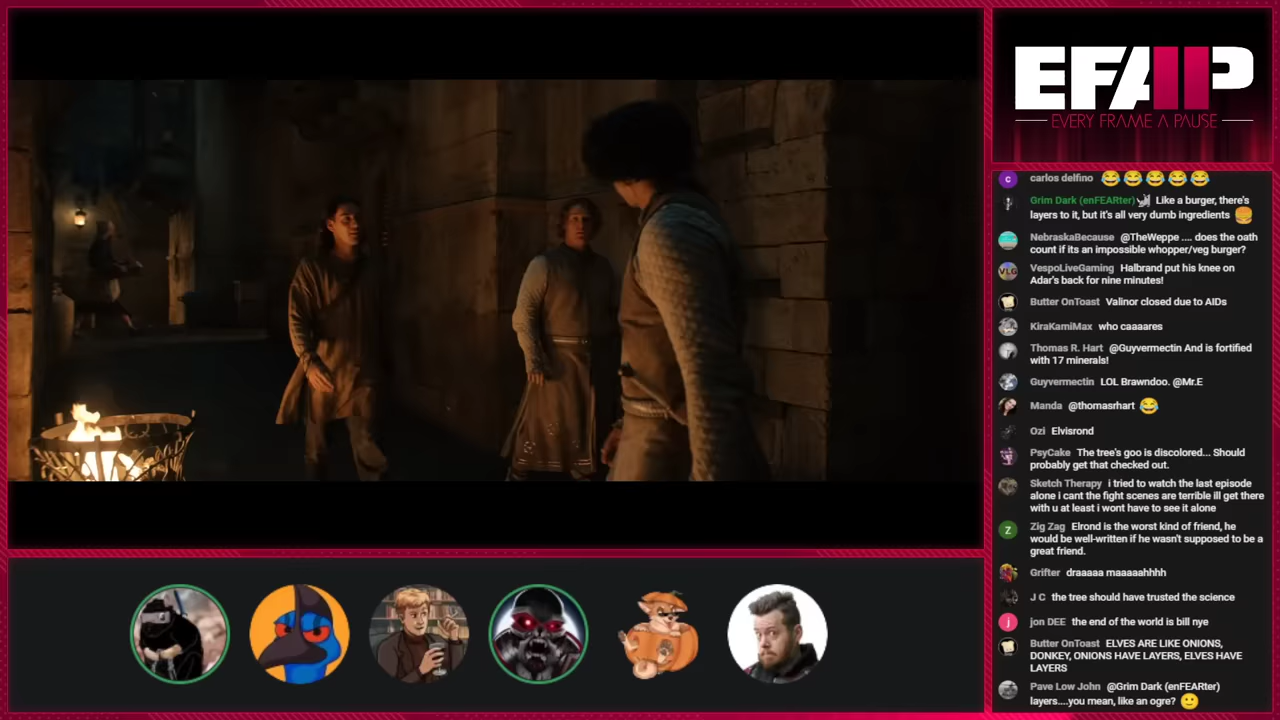 EFAP
EVERY FRAME A PAUSE
c carlos delfino
Grim Dark (enFEARter) Like a burger, there's
layers to it, but it's all very dumb ingredients
NebraskaBecause @TheWeppe .... does the oath
count if its an impossible whopper/veg burger?
VLG VespoLiveGaming Halbrand put his knee on
Adar's back for nine minutes!
Butter OnToast Valinor closed due to AIDs
KiraKamiMax who caaaares
Thomas R. Hart @Guyvermectin And is fortified
with 17 minerals!
Guyvermectin LOL Brawndoo. @Mr.E
Manda @thomasrhart
Ozi Elvisrond
PsyCake The tree's goo is discolored... Should
probably get that checked out.
Sketch Therapy i tried to watch the last episode
alone i cant the fight scenes are terrible ill get there
with u at least i wont have to see it alone
Z Zig Zag Elrond is the worst kind of friend, he
would be well-written if he wasn't supposed to be a
great friend.
Grifter draaaaa maaaaahhhh
J C the tree should have trusted the science
j jon DEE the end of the world is bill nye
Butter OnToast ELVES ARE LIKE ONIONS,
DONKEY, ONIONS HAVE LAYERS, ELVES HAVE
LAYERS
Pave Low John @Grim Dark (enFEARter)
layers....you mean, like an ogre?